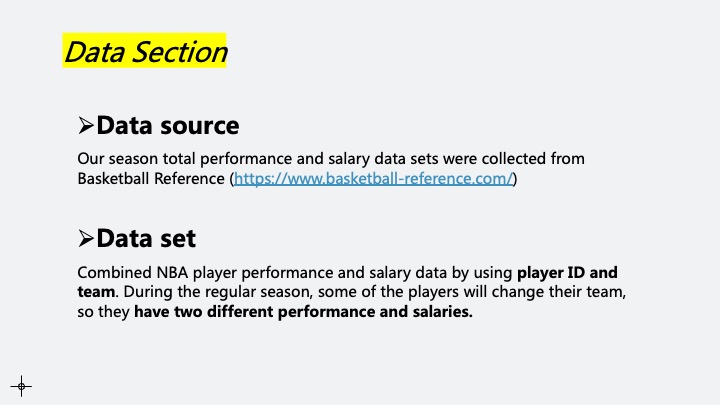 Data Section
➢Data source
Our season total performance and salary data sets were collected from
Basketball Reference (https://www.basketball-reference.com/)
➢Data set
Combined NBA player performance and salary data by using player ID and
team. During the regular season, some of the players will change their team,
so they have two different performance and salaries.